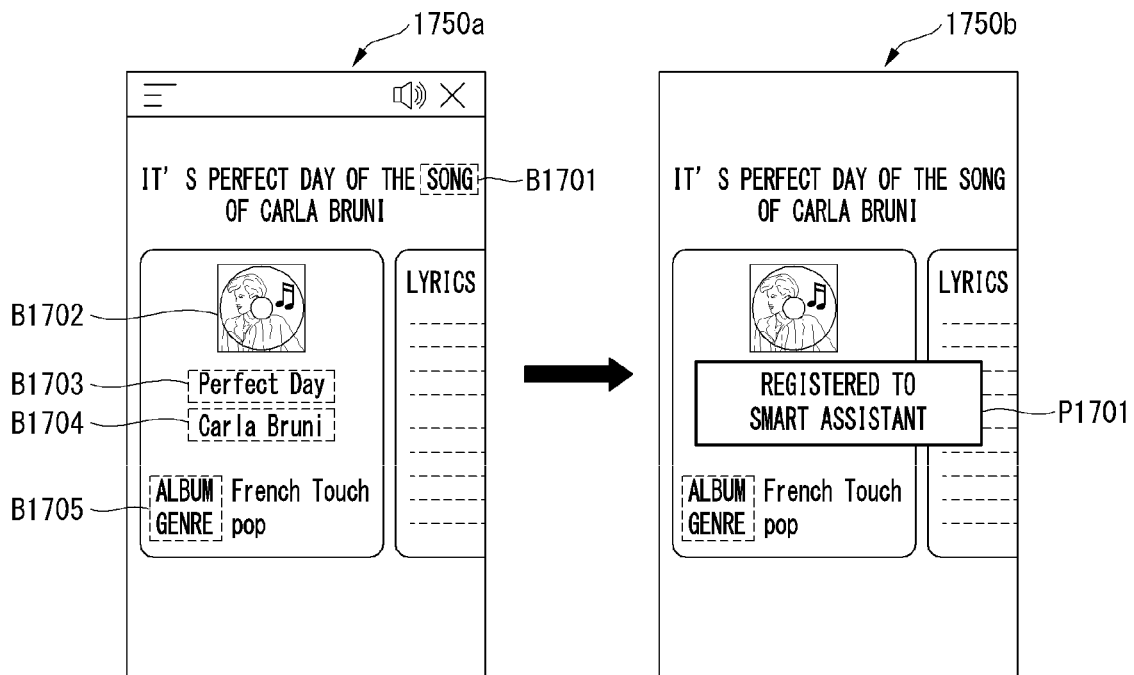 1750a
IT' S PERFECT DAY OF THE SONG
OF CARLA BRUNI
B1701
B1702
B1703
B1704
B1705
Perfect Day
Carla Bruni
ALBUM French Touch
GENRE pop
LYRICS
1750b
IT' S PERFECT DAY OF THE SONG
OF CARLA BRUNI
LYRICS
REGISTERED TO
SMART ASSISTANT
P1701
ALBUM French Touch
GENRE pop